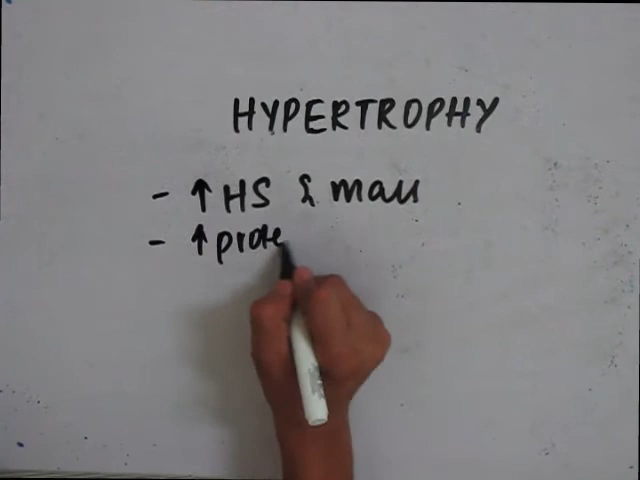 HYPERTROPHY
- ↑ HS & mass
- ↑ prote